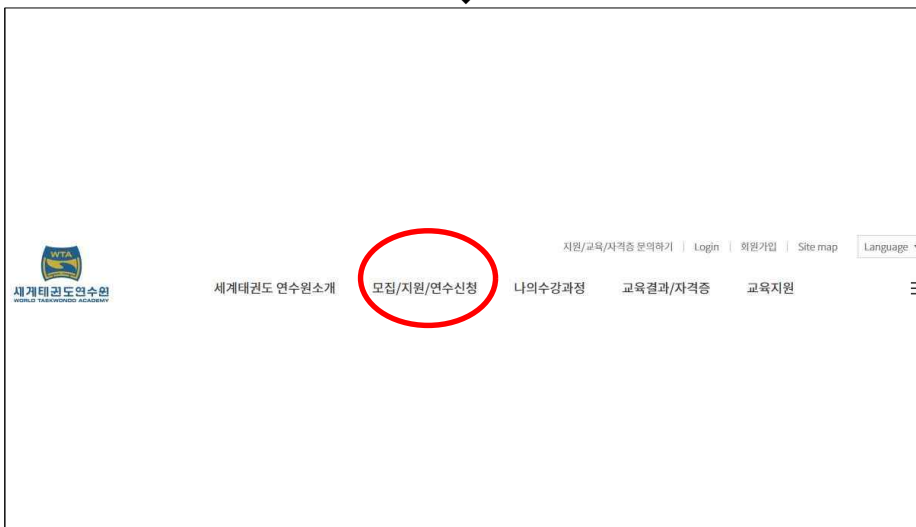 지원/교육/자격증 문의하기 | Login | 회원가입 | Site map Language
WTA
세계태권도연수원
WORLD TAEKWONDO ACADEMY
세계태권도 연수원소개 모집/지원/연수신청 나의수강과정 교육결과/자격증 교육지원